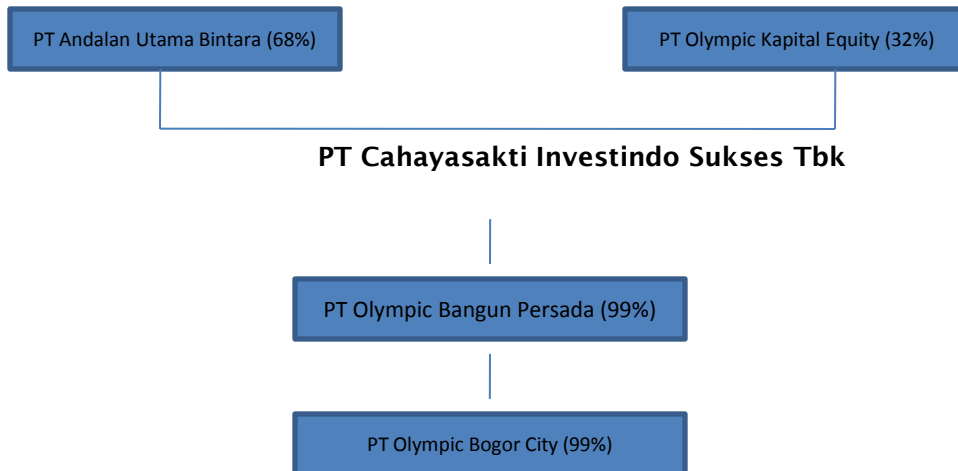 PT Andalan Utama Bintara (68%)
PT Olympic Kapital Equity (32%)
PT Cahayasakti Investindo Sukses Tbk
PT Olympic Bangun Persada (99%)
PT Olympic Bogor City (99%)